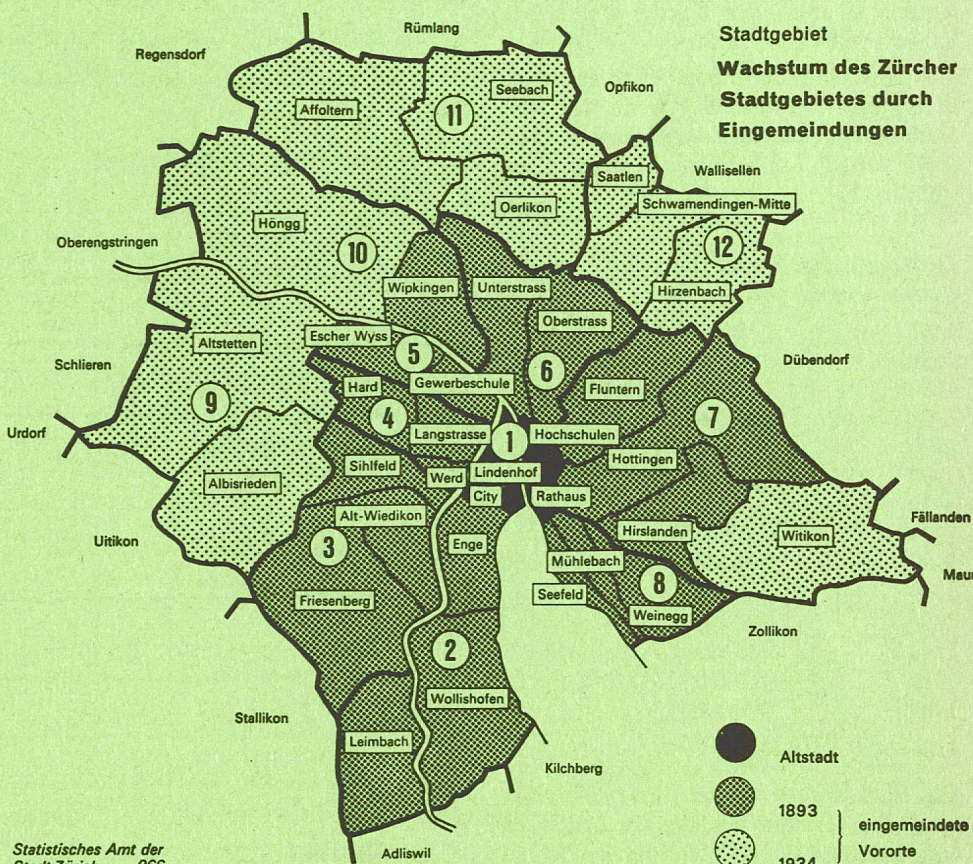 Stadtgebiet
Wachstum des Zürcher
Stadtgebietes durch
Eingemeindungen
Rümlang
Regensdorf
Opfikon
Seebach
Affoltern
11
Saatlen
Wallisellen
Schwamendingen-Mitte
Oerlikon
Höngg
10
12
Oberengstringen
Wipkingen
Unterstrass
Hirzenbach
Oberstrass
Escher Wyss
Altstetten
5
Dübendorf
Schlieren
6
Gewerbeschule
Hard
Fluntern
9
4
7
Urdorf
Langstrasse
1
Hochschulen
Hottingen
Sihlfeld
Lindenhof
Werd
Albisrieden
City
Rathaus
Alt-Wiedikon
Fällanden
Hirslanden
Witikon
Uitikon
3
Enge
Mühlebach
Maur
8
Seefeld
Friesenberg
Weinegg
Zollikon
2
Wollishofen
Stallikon
Leimbach
Kilchberg
Altstadt
1893
eingemeindete
Vororte
1934
Adliswil
Statistisches Amt der
Stadt Zürich